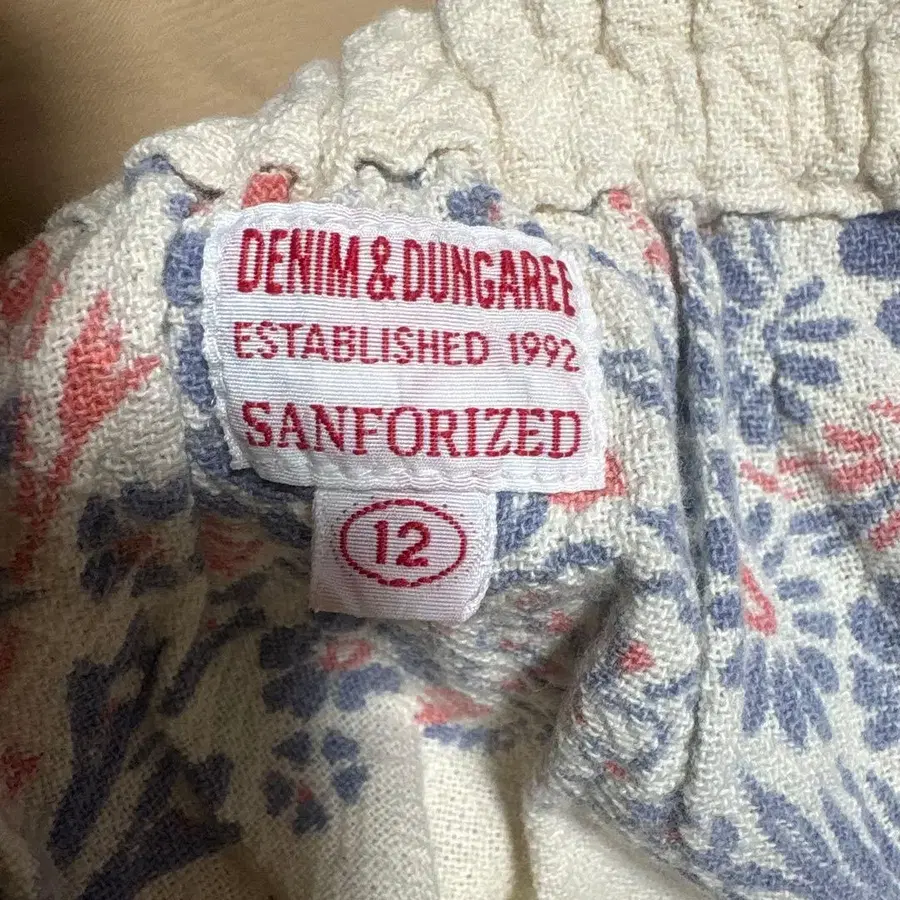 DENIM & DUNGAREE
ESTABLISHED 1992
SANFORIZED
12